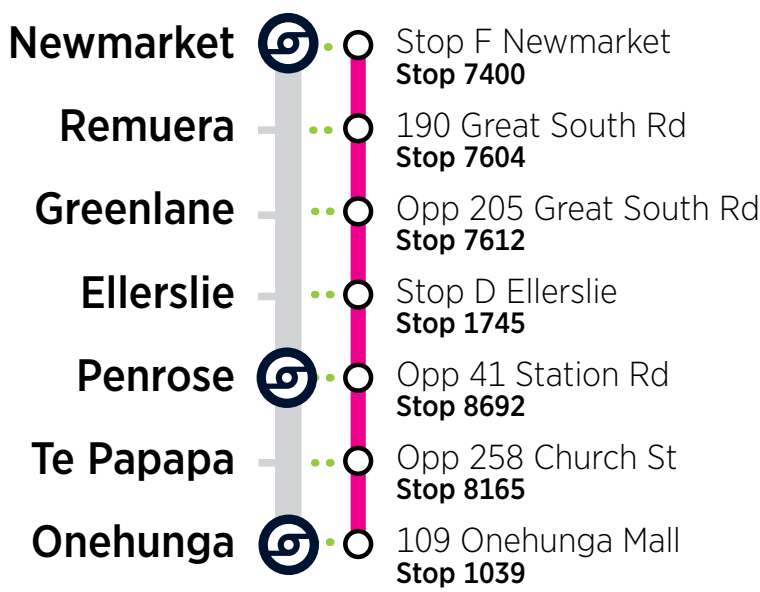 Newmarket
Stop F Newmarket
Stop 7400
Remuera
190 Great South Rd
Stop 7604
Greenlane
Opp 205 Great South Rd
Stop 7612
Ellerslie
Stop D Ellerslie
Stop 1745
Penrose
Opp 41 Station Rd
Stop 8692
Te Papapa
Opp 258 Church St
Stop 8165
Onehunga
109 Onehunga Mall
Stop 1039